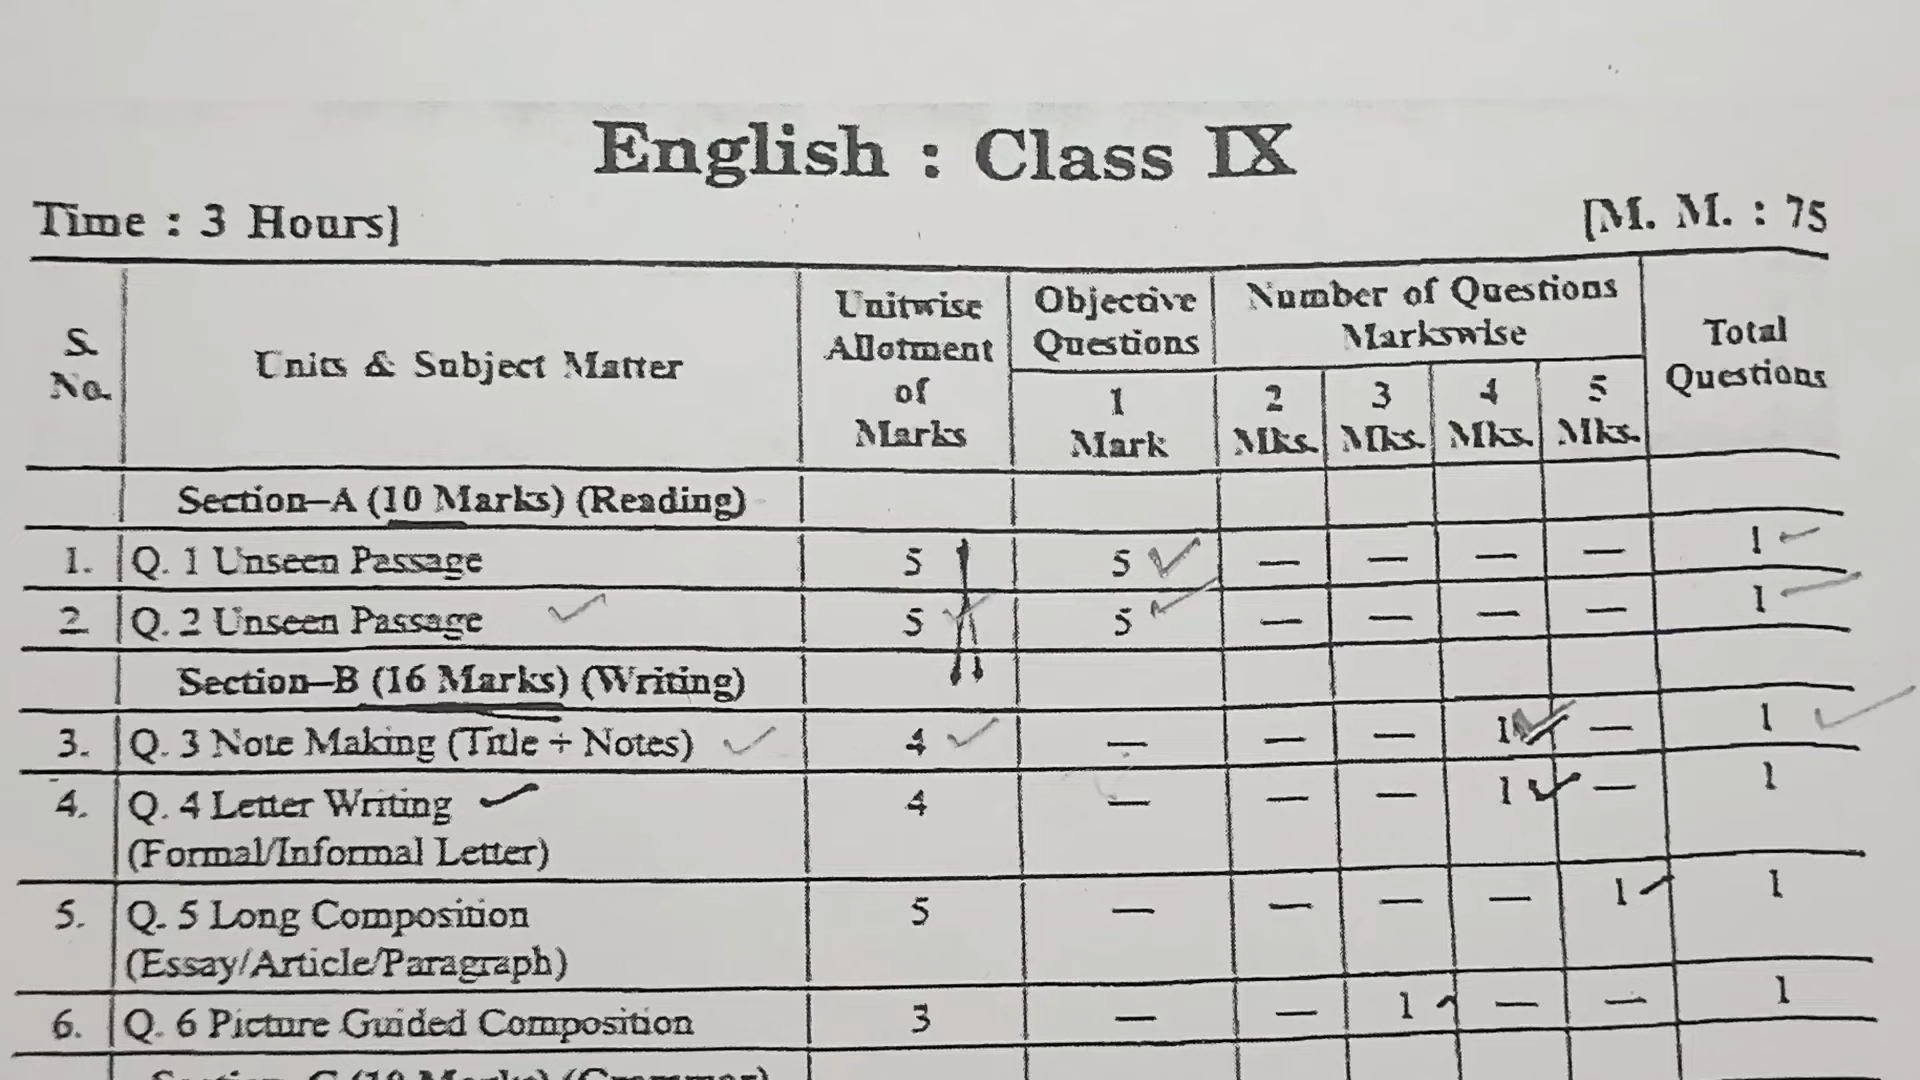 English : Class IX
Time : 3 Hours] [M. M. : 75
S. No. Units & Subject Matter Unitwise Allotment of Marks Objective Questions Number of Questions Markswise Total Questions
1 Mark 2 Mks. 3 Mks. 4 Mks. 5 Mks.
Section–A (10 Marks) (Reading)
1. Q. 1 Unseen Passage 5 5 — — — — 1
2. Q. 2 Unseen Passage 5 5 — — — — 1
Section–B (16 Marks) (Writing)
3. Q. 3 Note Making (Title + Notes) 4 — — — 1 — 1
4. Q. 4 Letter Writing 4 — — — 1 — 1
(Formal/Informal Letter)
5. Q. 5 Long Composition 5 — — — — 1 1
(Essay/Article/Paragraph)
6. Q. 6 Picture Guided Composition 3 — — 1 — — 1